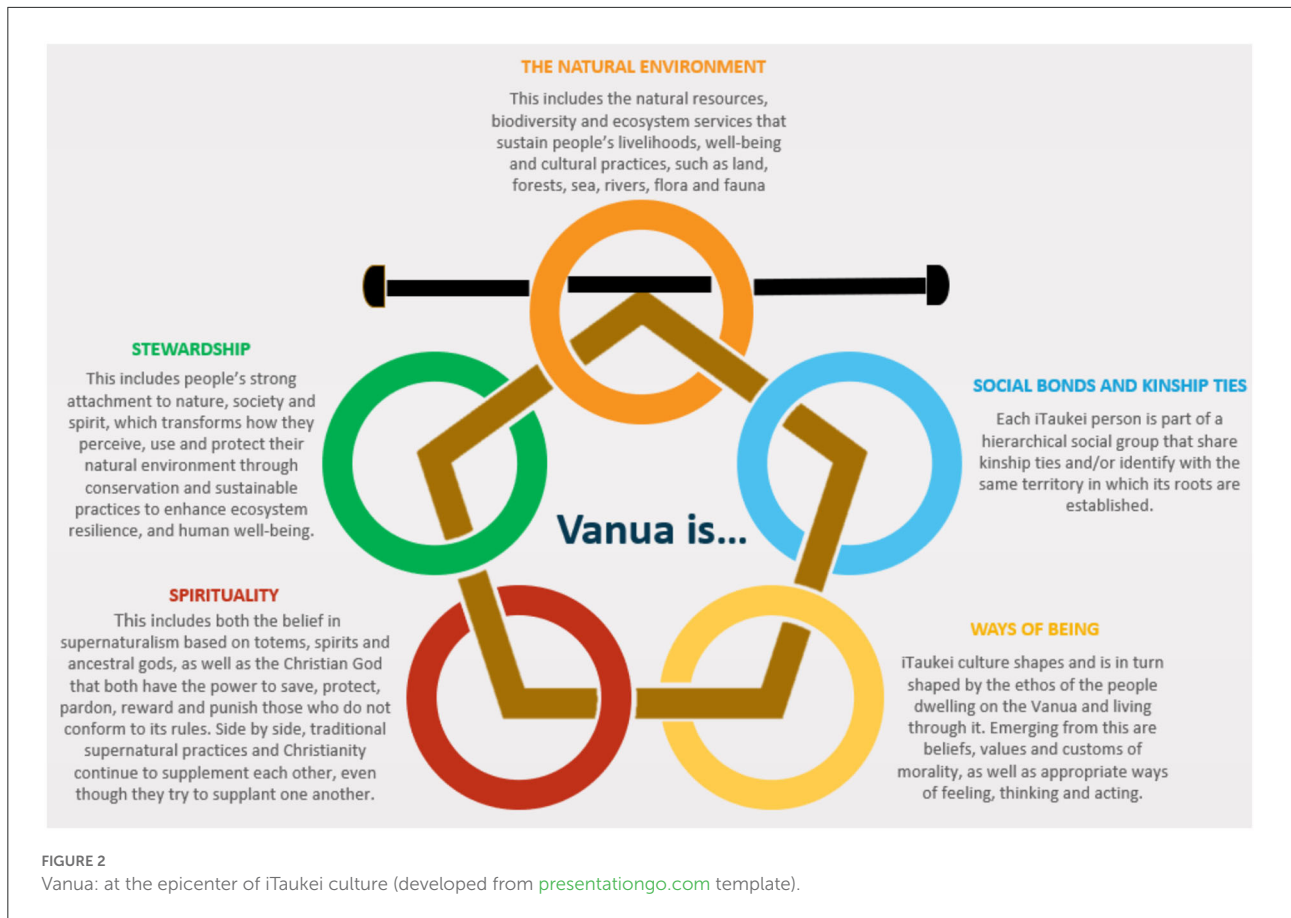 THE NATURAL ENVIRONMENT
This includes the natural resources,
biodiversity and ecosystem services that
sustain people's livelihoods, well-being
and cultural practices, such as land,
forests, sea, rivers, flora and fauna
STEWARDSHIP
This includes people's strong
attachment to nature, society and
spirit, which transforms how they
perceive, use and protect their
natural environment through
conservation and sustainable
practices to enhance ecosystem
resilience, and human well-being.
SOCIAL BONDS AND KINSHIP TIES
Each iTaukei person is part of a
hierarchical social group that share
kinship ties and/or identify with the
same territory in which its roots are
established.
Vanua is...
SPIRITUALITY
This includes both the belief in
supernaturalism based on totems, spirits and
ancestral gods, as well as the Christian God
that both have the power to save, protect,
pardon, reward and punish those who do not
conform to its rules. Side by side, traditional
supernatural practices and Christianity
continue to supplement each other, even
though they try to supplant one another.
WAYS OF BEING
iTaukei culture shapes and is in turn
shaped by the ethos of the people
dwelling on the Vanua and living
through it. Emerging from this are
beliefs, values and customs of
morality, as well as appropriate ways
of feeling, thinking and acting.
FIGURE 2
Vanua: at the epicenter of iTaukei culture (developed from presentationgo.com template).